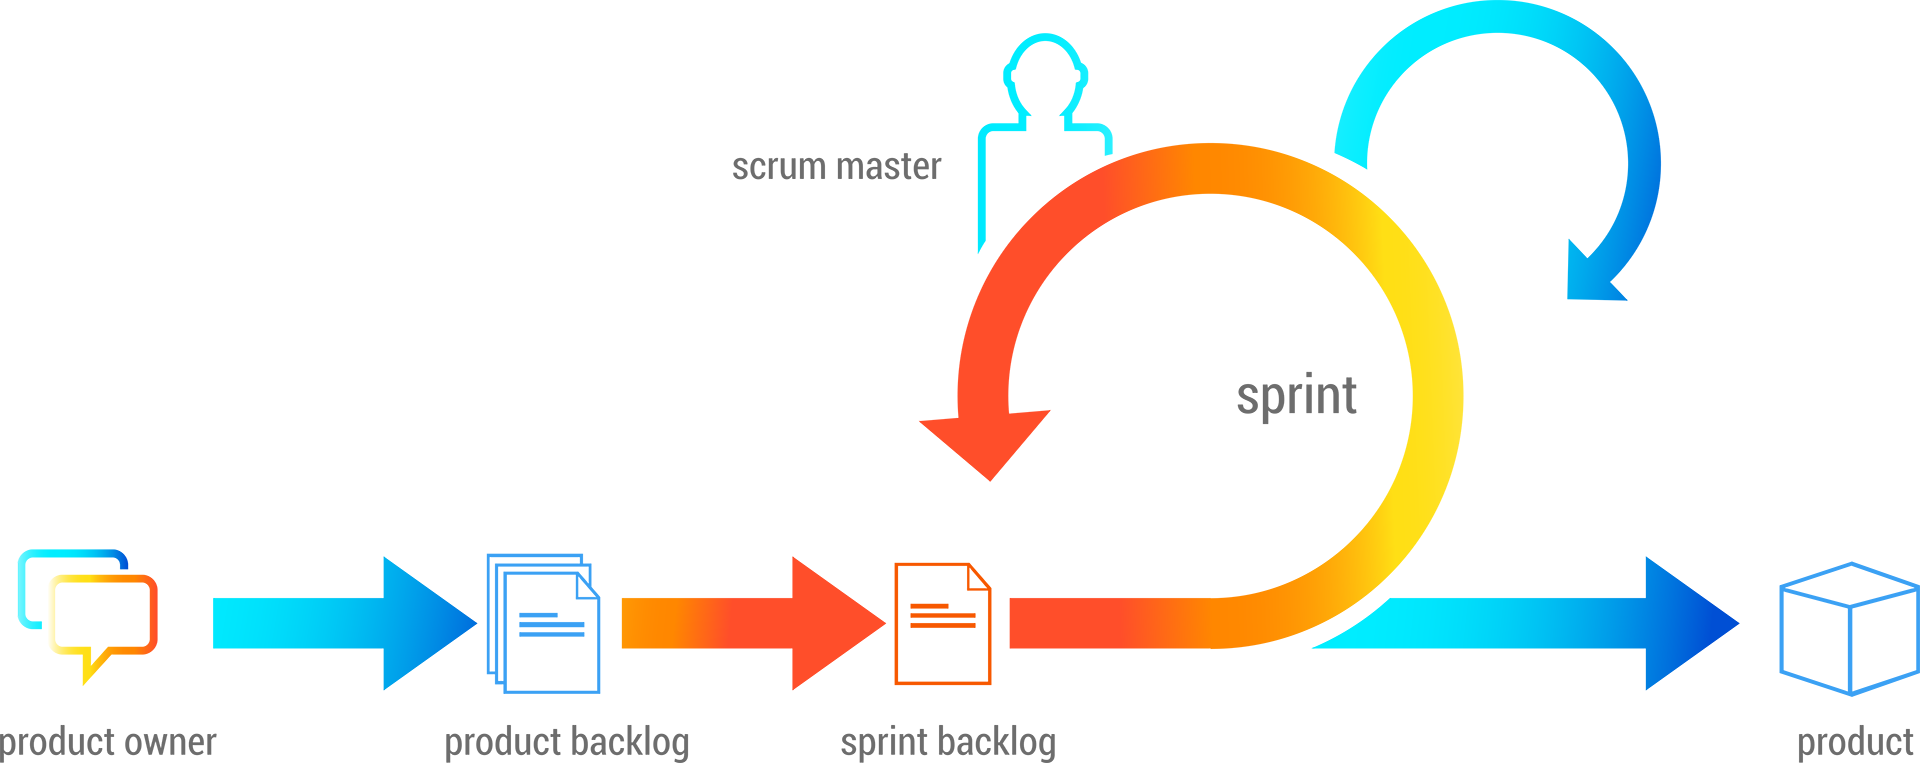 scrum master
sprint
product owner
product backlog
sprint backlog
product